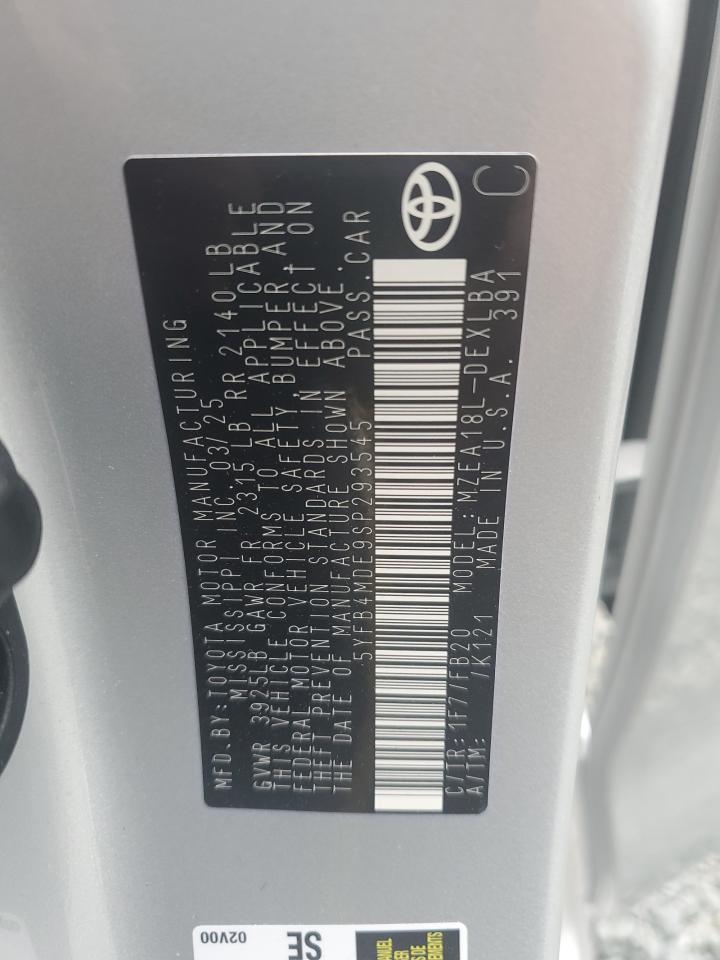 MFD.BY:TOYOTA MOTOR MANUFACTURING
MISSISSIPPI INC. 03/25
GVWR 3925LB GAWR FR 2315 LB RR 2140LB
THIS VEHICLE CONFORMS TO ALL APPLICABLE
FEDERAL MOTOR VEHICLE SAFETY, BUMPER AND
THEFT PREVENTION STANDARDS IN EFFECT ON
THE DATE OF MANUFACTURE SHOWN ABOVE.
5YFB4MDE9SP293545 PASS.CAR
C/TR:1F7/FB20 MODEL:MZEA18L-DEXLBA
A/TM: /K121 MADE IN U.S.A. 391
C
02V00
SE